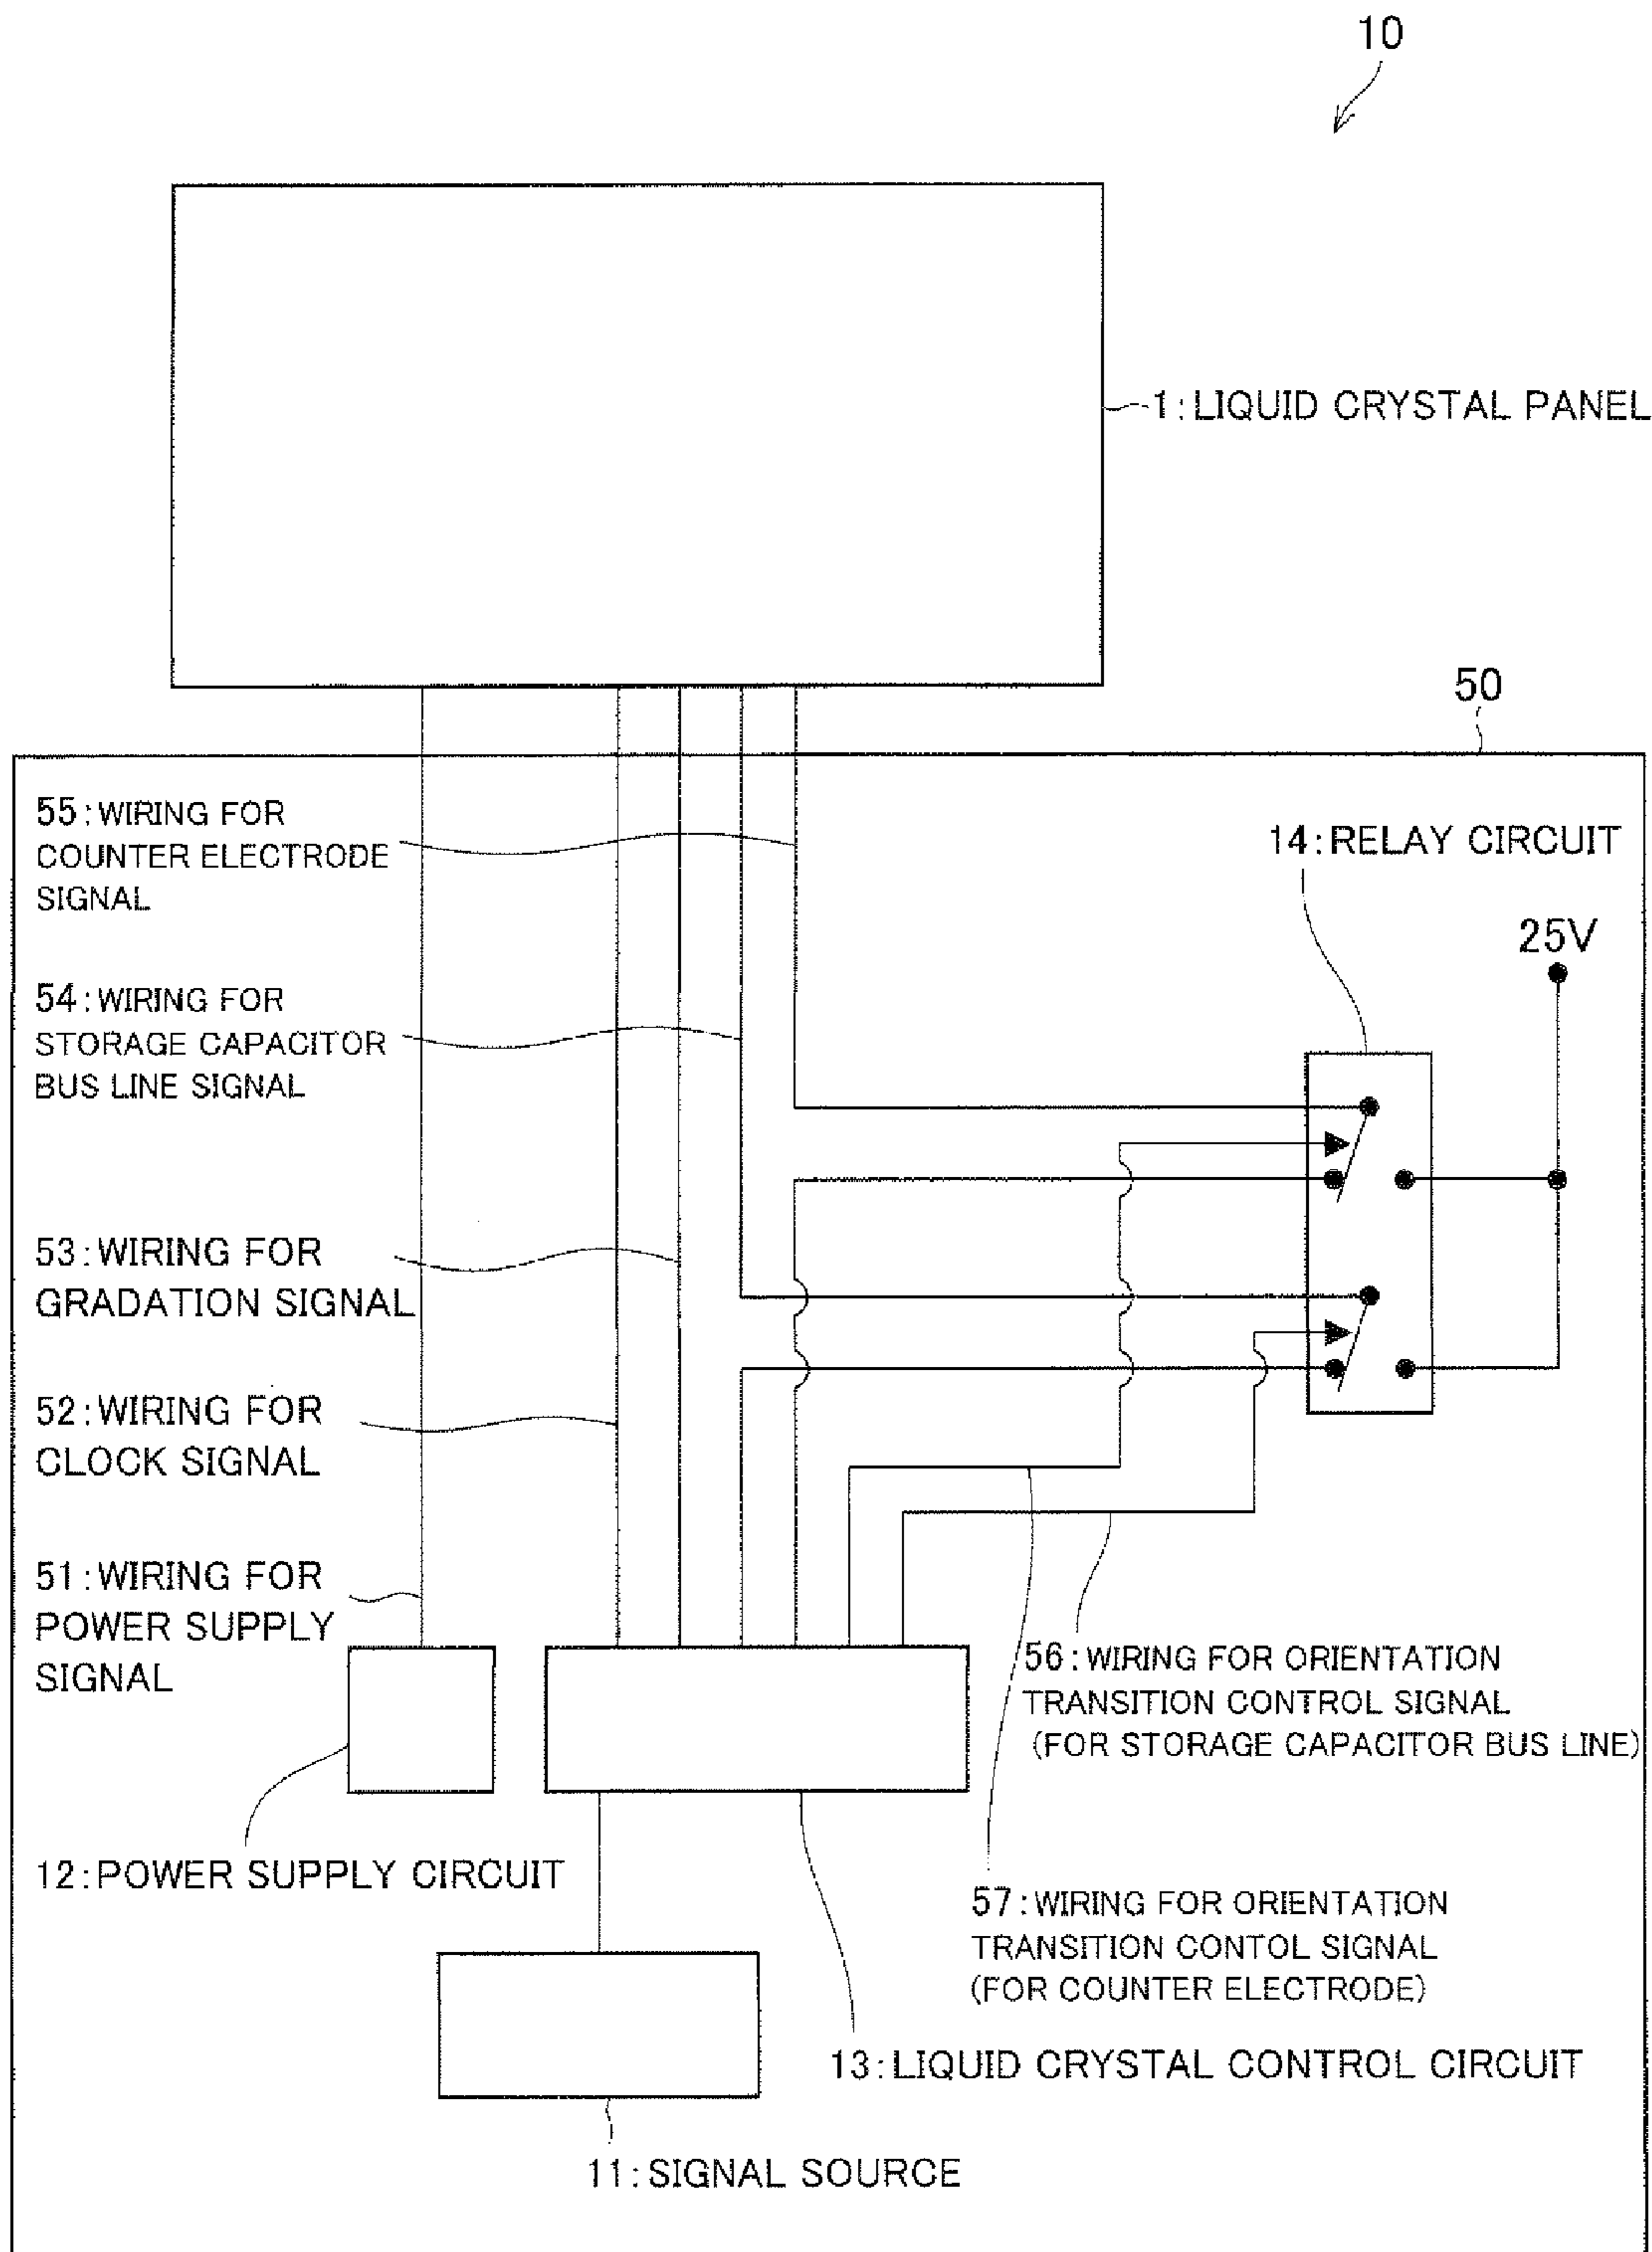 10
1:LIQUID CRYSTAL PANEL
50
55:WIRING FOR
COUNTER ELECTRODE
SIGNAL
14:RELAY CIRCUIT
25V
54:WIRING FOR
STORAGE CAPACITOR
BUS LINE SIGNAL
53:WIRING FOR
GRADATION SIGNAL
52:WIRING FOR
CLOCK SIGNAL
51:WIRING FOR
POWER SUPPLY
SIGNAL
56:WIRING FOR ORIENTATION
TRANSITION CONTROL SIGNAL
(FOR STORAGE CAPACITOR BUS LINE)
12:POWER SUPPLY CIRCUIT
57:WIRING FOR ORIENTATION
TRANSITION CONTOL SIGNAL
(FOR COUNTER ELECTRODE)
13:LIQUID CRYSTAL CONTROL CIRCUIT
11:SIGNAL SOURCE